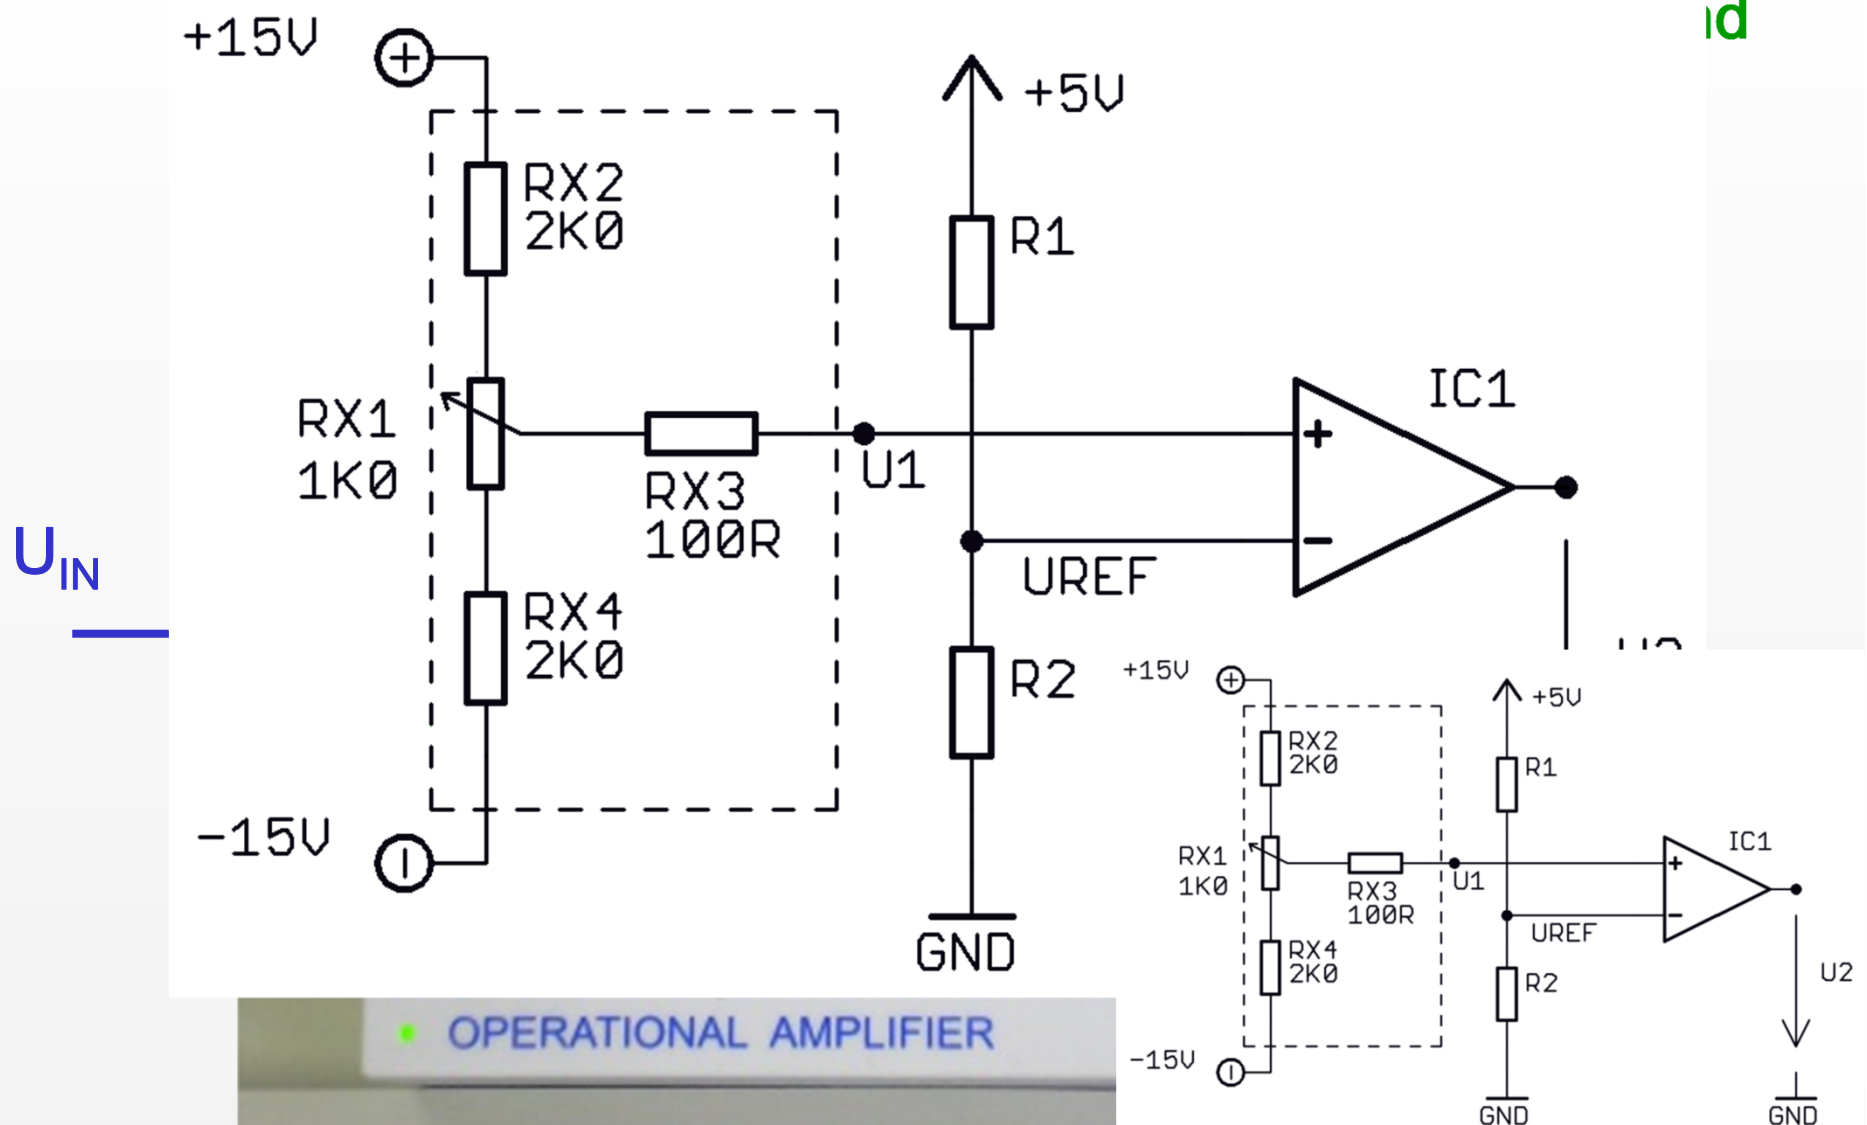 +15V
+5V
RX2
2K0
R1
IC1
RX1
1K0
U1
RX3
100R
UREF
RX4
2K0
R2
-15V
GND
UIN
+15V
+5V
RX2
2K0
R1
IC1
RX1
1K0
U1
RX3
100R
UREF
RX4
2K0
R2
U2
-15V
GND
GND
OPERATIONAL AMPLIFIER